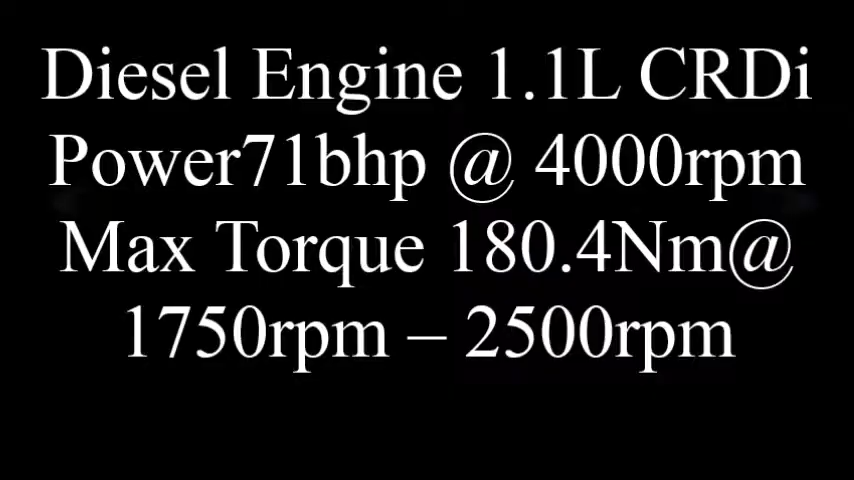 Diesel Engine 1.1L CRDi
Power71bhp @ 4000rpm
Max Torque 180.4Nm@
1750rpm – 2500rpm